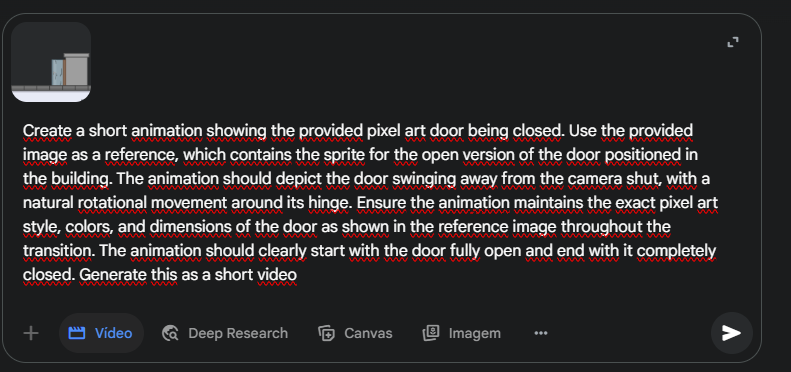 Create a short animation showing the provided pixel art door being closed. Use the provided
image as a reference, which contains the sprite for the open version of the door positioned in
the building. The animation should depict the door swinging away from the camera shut, with a
natural rotational movement around its hinge. Ensure the animation maintains the exact pixel art
style, colors, and dimensions of the door as shown in the reference image throughout the
transition. The animation should clearly start with the door fully open and end with it completely
closed. Generate this as a short video
Vídeo Deep Research Canvas Imagem